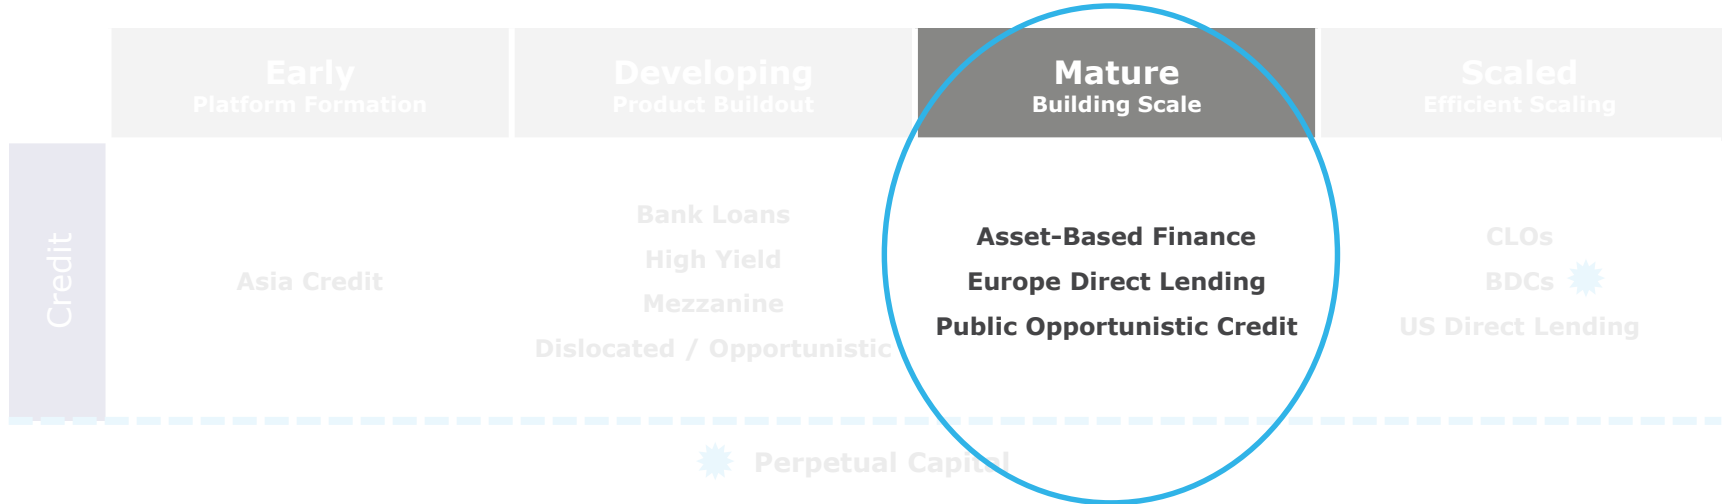 Early
Platform Formation
Developing
Product Buildout
Mature
Building Scale
Scaled
Efficient Scaling
Credit
Asia Credit
Bank Loans
High Yield
Mezzanine
Dislocated / Opportunistic
Asset-Based Finance
Europe Direct Lending
Public Opportunistic Credit
CLOs
BDCs
US Direct Lending
Perpetual Capital